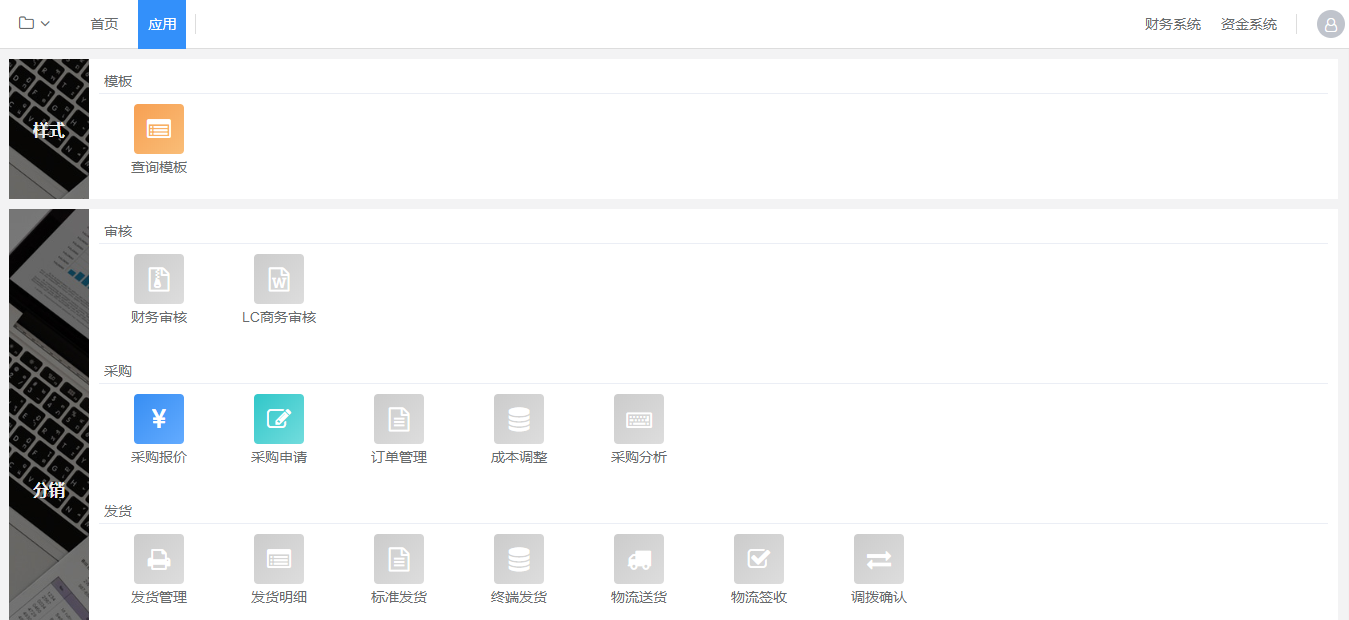 首页 应用 财务系统 资金系统
样式
模板
查询模板
分销
审核
财务审核 LC商务审核
采购
采购报价 采购申请 订单管理 成本调整 采购分析
发货
发货管理 发货明细 标准发货 终端发货 物流送货 物流签收 调拨确认